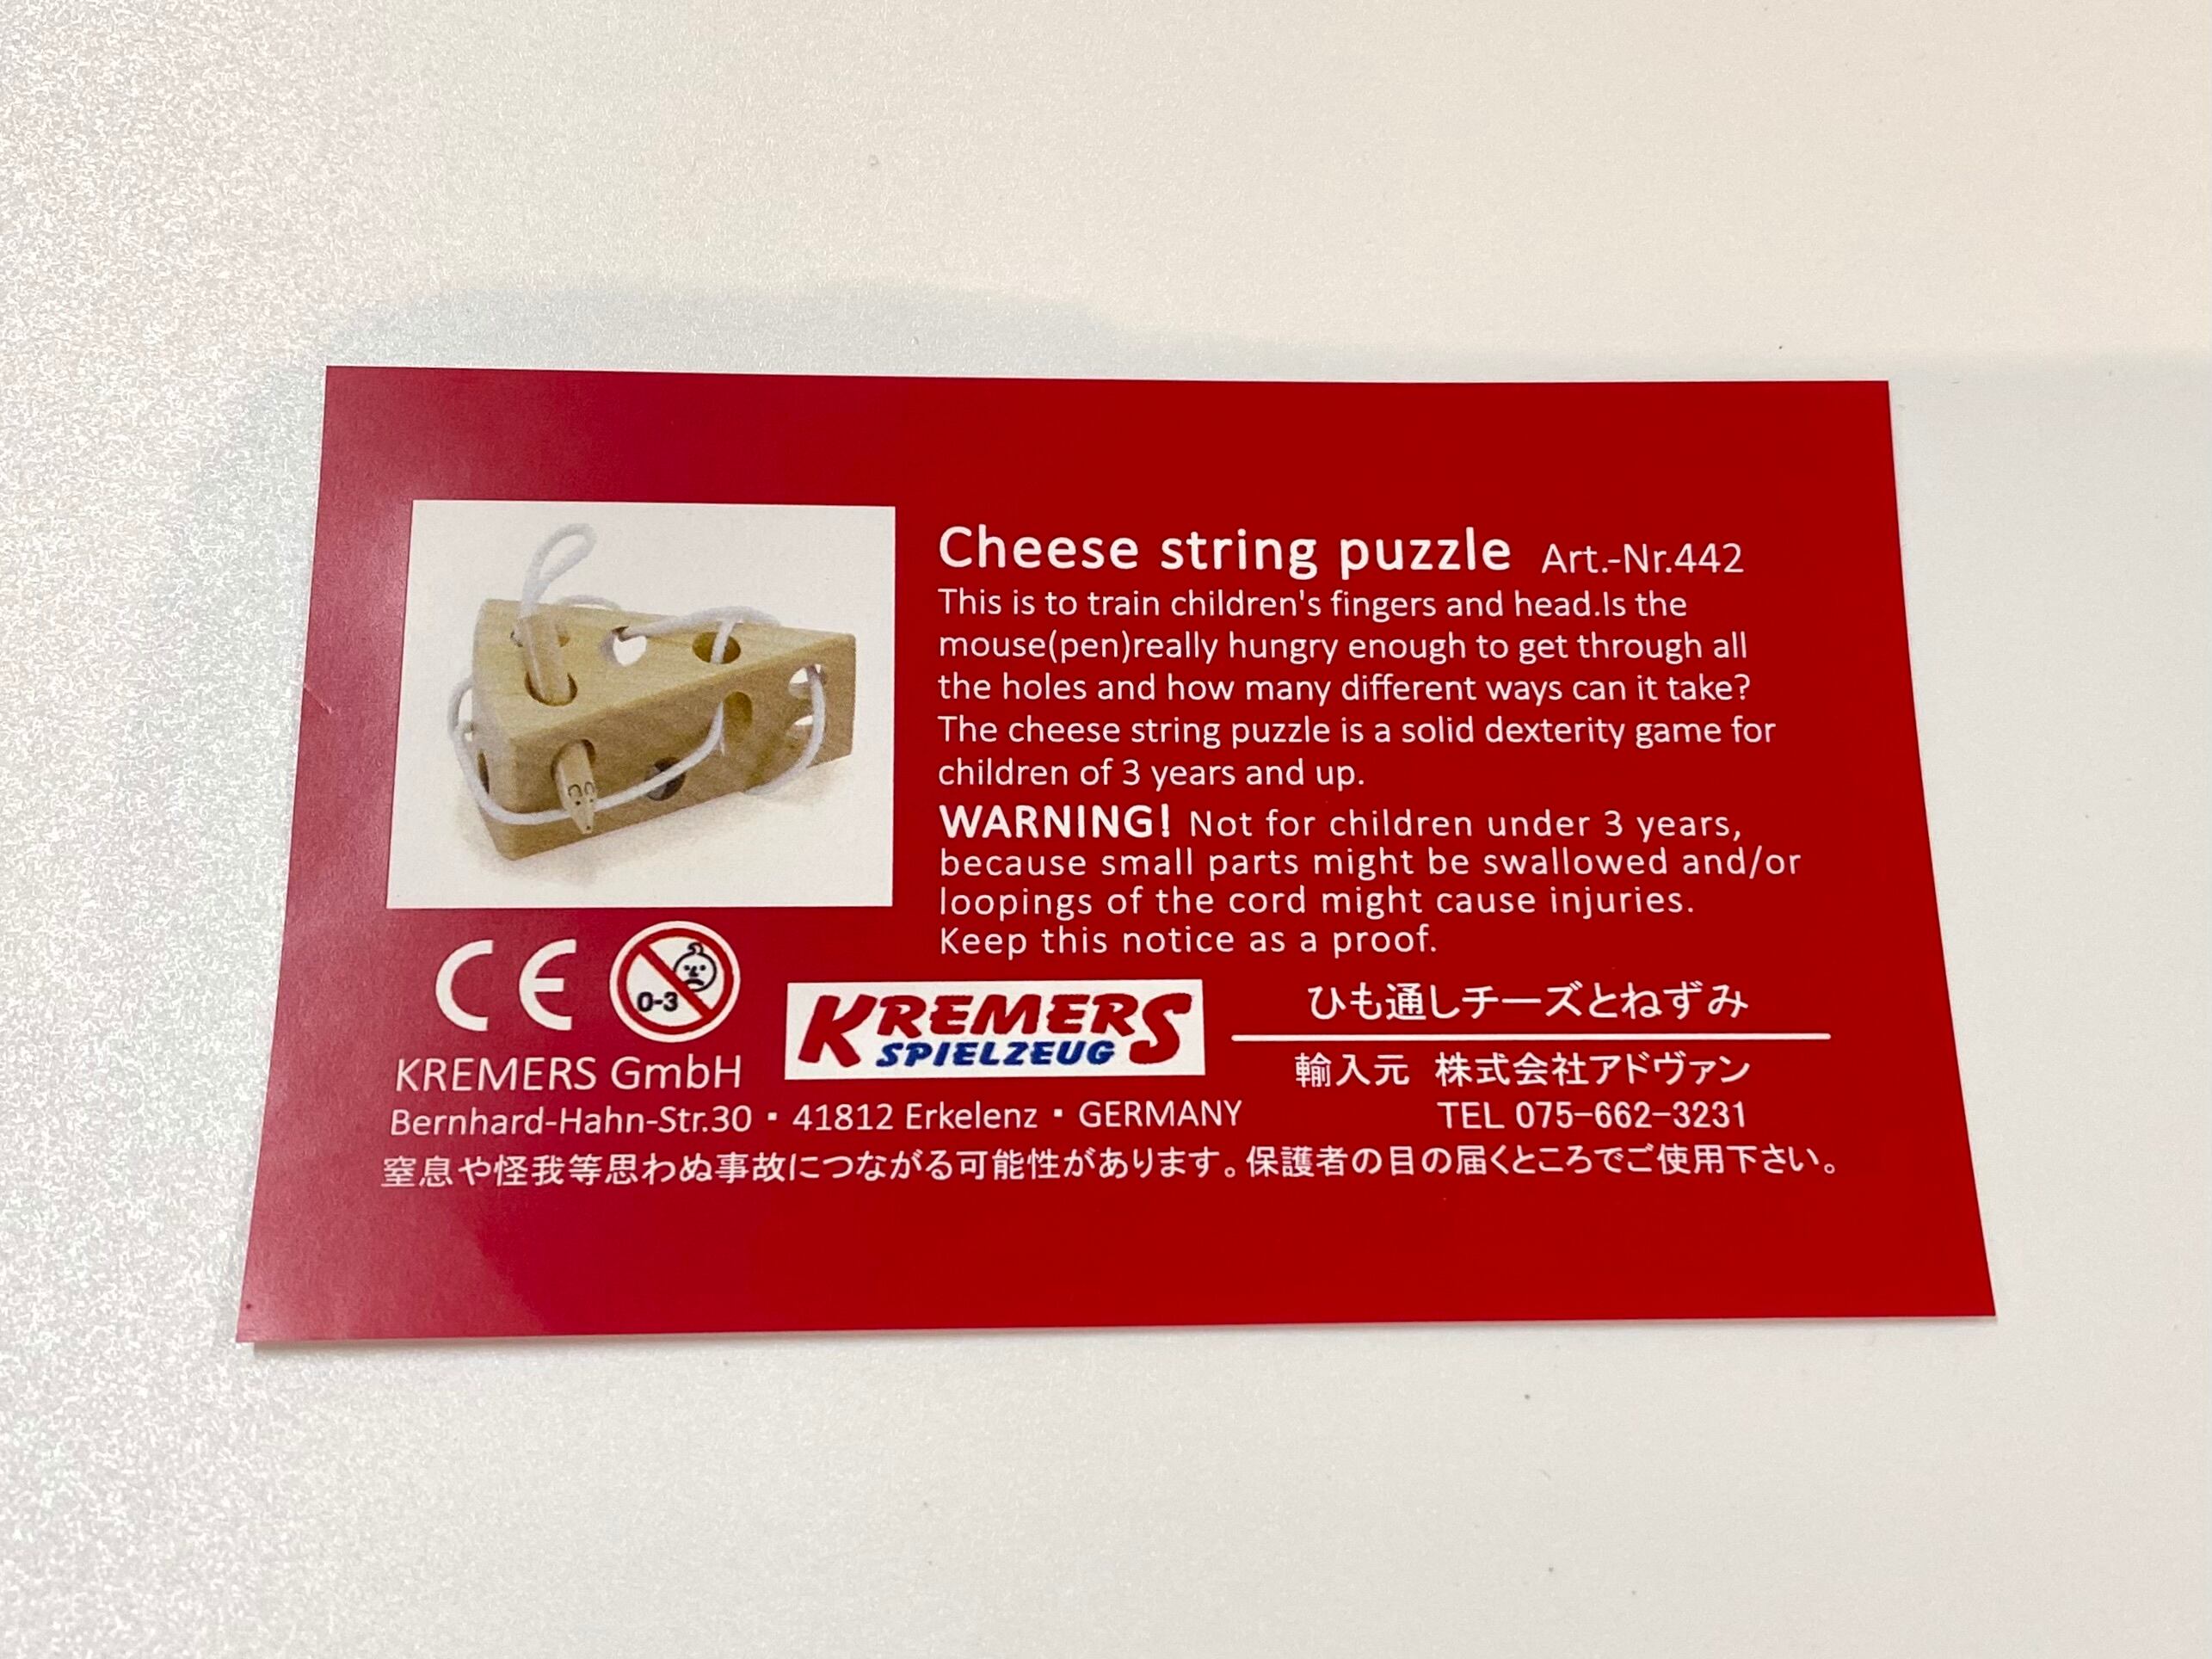 Cheese string puzzle Art.-Nr.442
This is to train children's fingers and head.Is the
mouse(pen)really hungry enough to get through all
the holes and how many different ways can it take?
The cheese string puzzle is a solid dexterity game for
children of 3 years and up.
WARNING! Not for children under 3 years,
because small parts might be swallowed and/or
loopings of the cord might cause injuries.
Keep this notice as a proof.
CE
0-3
KREMERS
SPIELZEUG
KREMERS GmbH
Bernhard-Hahn-Str.30 ・ 41812 Erkelenz ・ GERMANY
ひも通しチーズとねずみ
輸入元 株式会社アドヴァン
TEL 075-662-3231
窒息や怪我等思わぬ事故につながる可能性があります。保護者の目の届くところでご使用下さい。